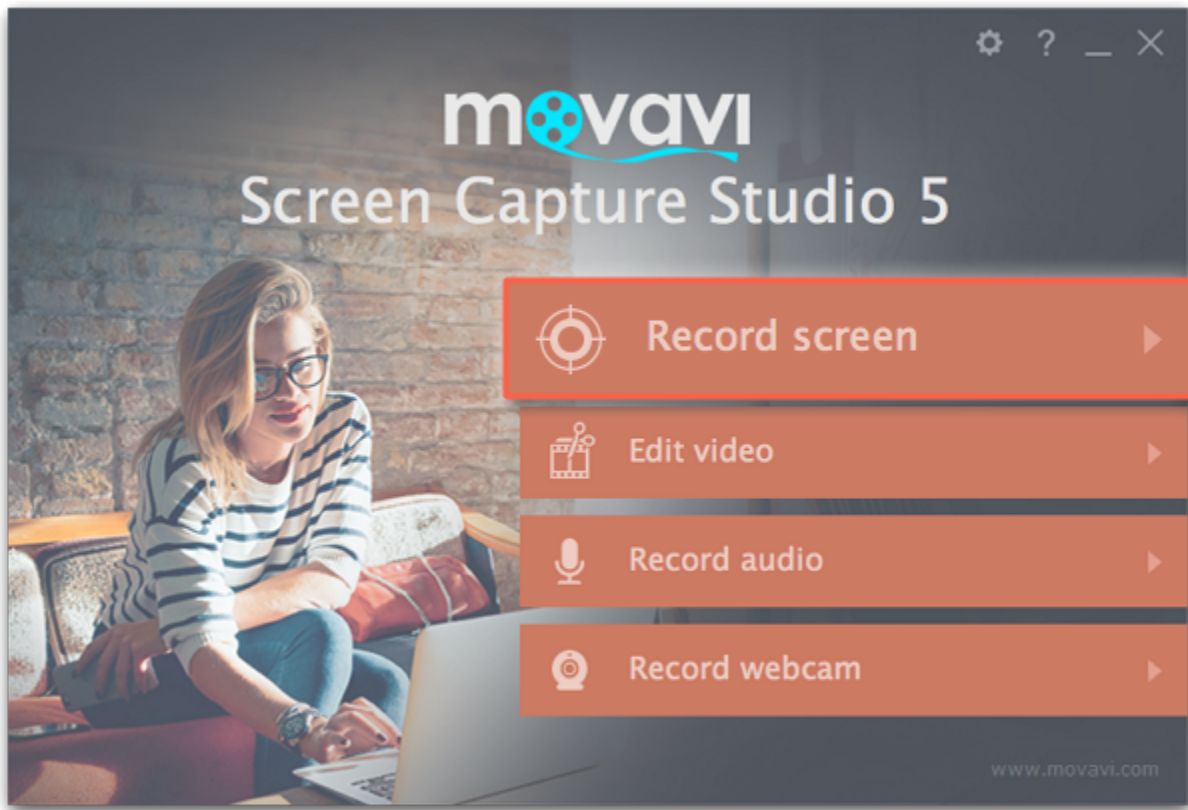 ?
movavi
Screen Capture Studio 5
Record screen
Edit video
Record audio
Record webcam
www.movavi.com